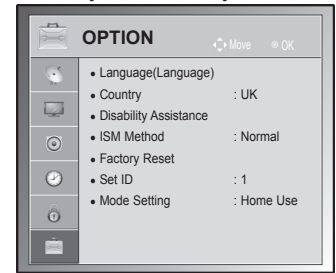 OPTION
Move
OK
• Language(Language)
• Country : UK
• Disability Assistance
• ISM Method : Normal
• Factory Reset
• Set ID : 1
• Mode Setting : Home Use